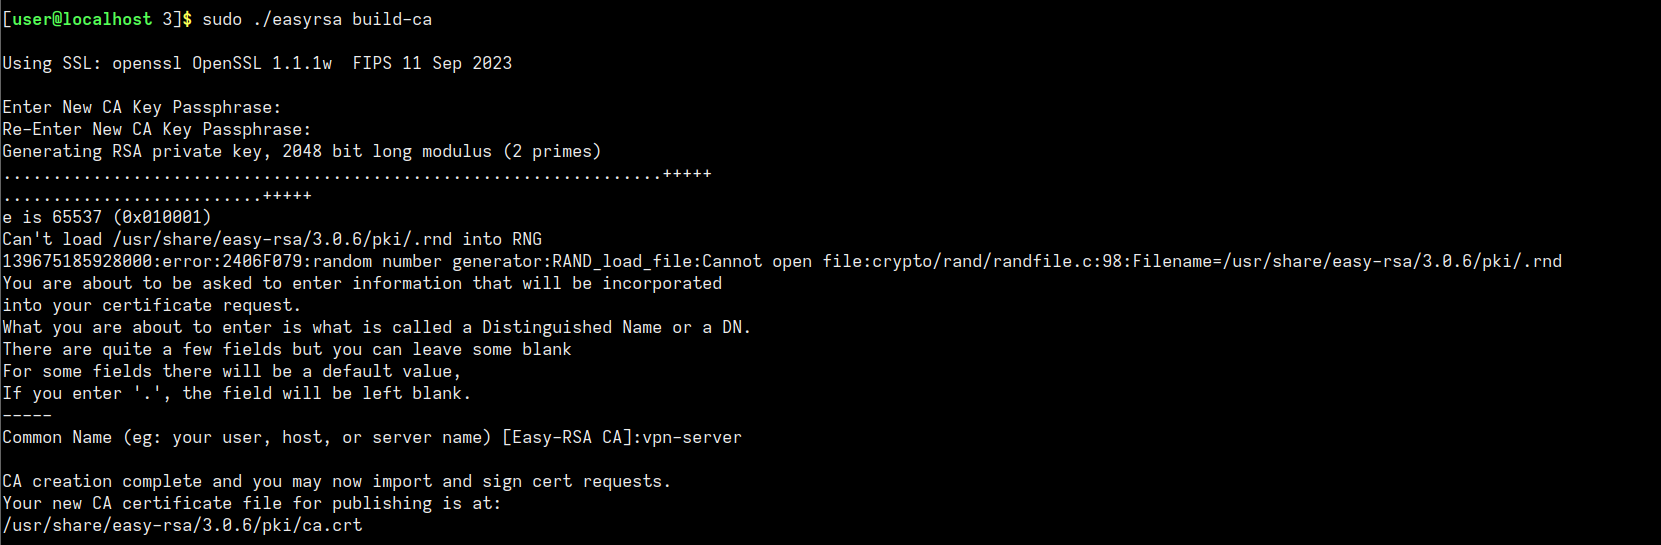 [user@localhost 3]$ sudo ./easyrsa build-ca
Using SSL: openssl OpenSSL 1.1.1w  FIPS 11 Sep 2023
Enter New CA Key Passphrase:
Re-Enter New CA Key Passphrase:
Generating RSA private key, 2048 bit long modulus (2 primes)
..................................................................+++++
..........................+++++
e is 65537 (0x010001)
Can't load /usr/share/easy-rsa/3.0.6/pki/.rnd into RNG
139675185928000:error:2406F079:random number generator:RAND_load_file:Cannot open file:crypto/rand/randfile.c:98:Filename=/usr/share/easy-rsa/3.0.6/pki/.rnd
You are about to be asked to enter information that will be incorporated
into your certificate request.
What you are about to enter is what is called a Distinguished Name or a DN.
There are quite a few fields but you can leave some blank
For some fields there will be a default value,
If you enter '.', the field will be left blank.
-----
Common Name (eg: your user, host, or server name) [Easy-RSA CA]:vpn-server
CA creation complete and you may now import and sign cert requests.
Your new CA certificate file for publishing is at:
/usr/share/easy-rsa/3.0.6/pki/ca.crt